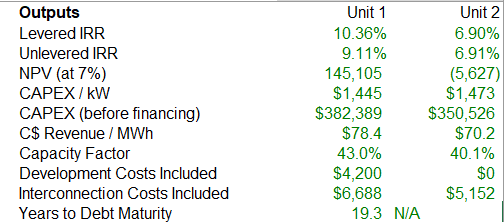 Outputs Unit 1 Unit 2
Levered IRR 10.36% 6.90%
Unlevered IRR 9.11% 6.91%
NPV (at 7%) 145,105 (5,627)
CAPEX / kW $1,445 $1,473
CAPEX (before financing) $382,389 $350,526
C$ Revenue / MWh $78.4 $70.2
Capacity Factor 43.0% 40.1%
Development Costs Included $4,200 $0
Interconnection Costs Included $6,688 $5,152
Years to Debt Maturity 19.3 N/A